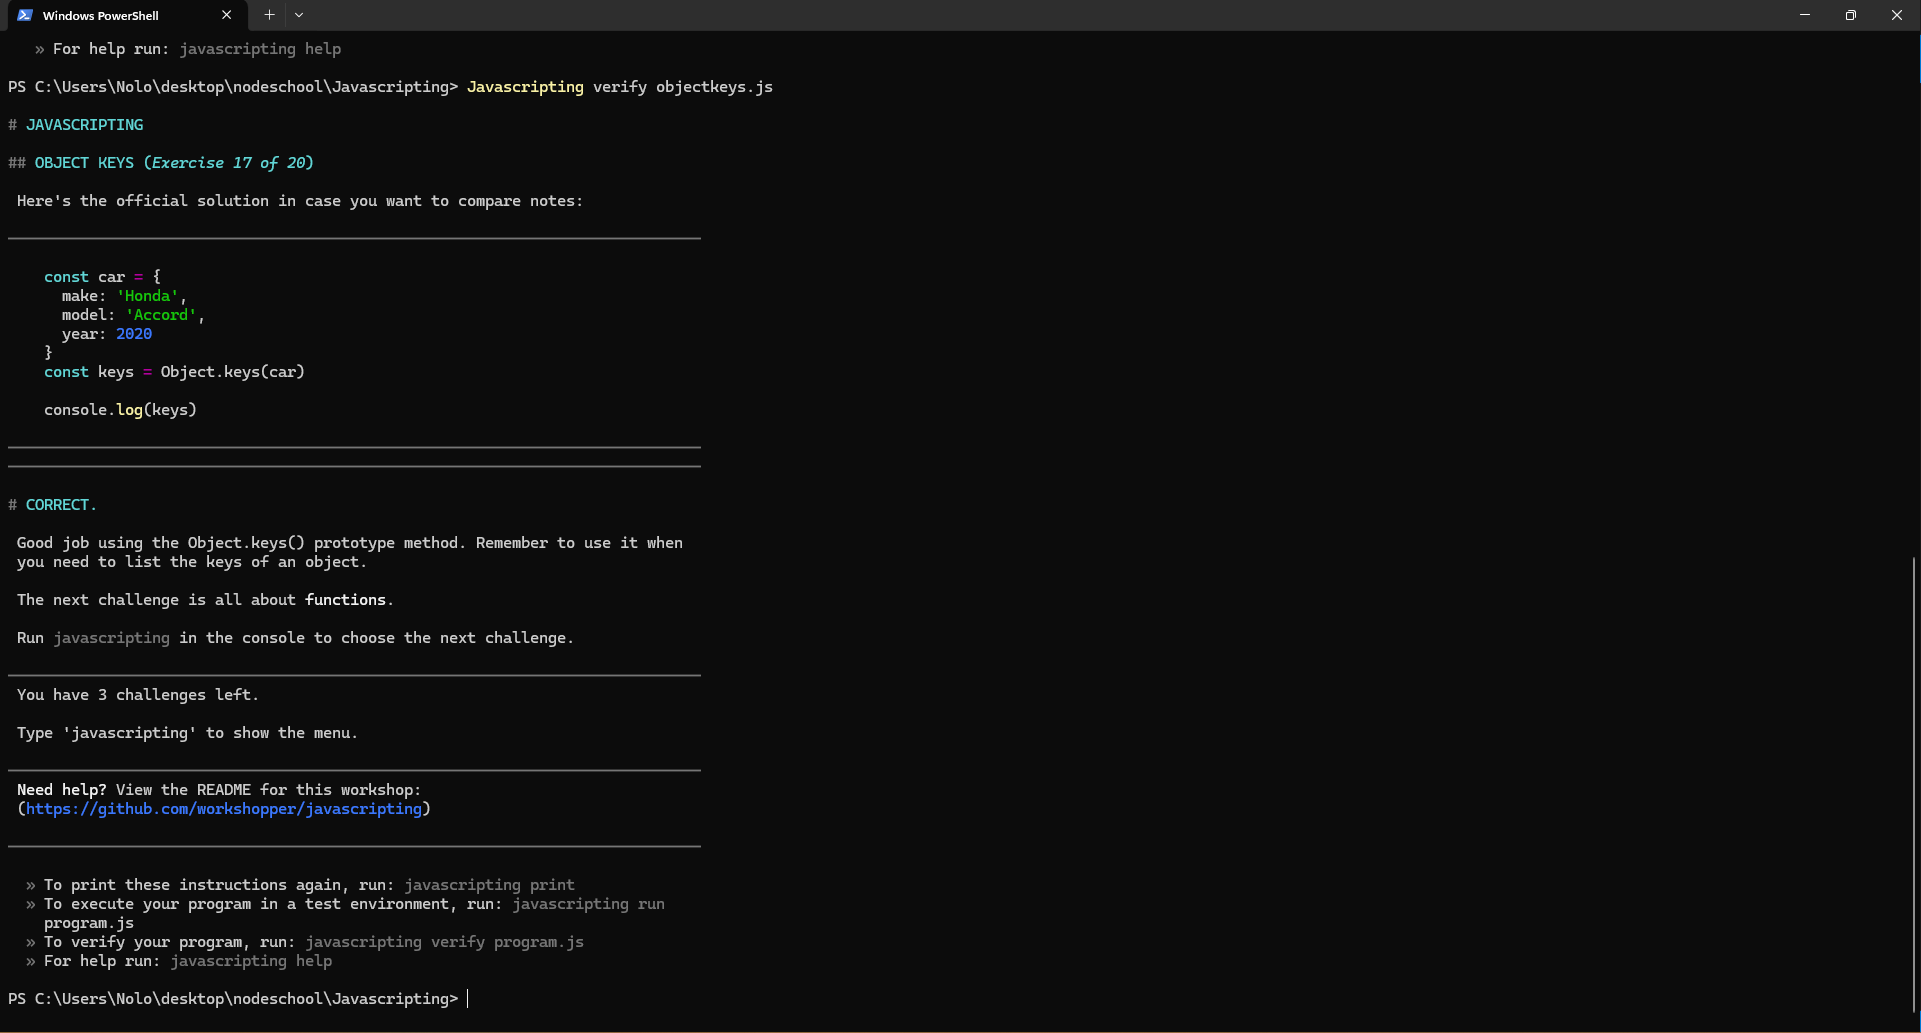 Windows PowerShell
» For help run: javascripting help
PS C:\Users\Nolo\desktop\nodeschool\Javascripting> Javascripting verify objectkeys.js
# JAVASCRIPTING
## OBJECT KEYS (Exercise 17 of 20)
Here's the official solution in case you want to compare notes:
const car = {
make: 'Honda',
model: 'Accord',
year: 2020
}
const keys = Object.keys(car)
console.log(keys)
# CORRECT.
Good job using the Object.keys() prototype method. Remember to use it when
you need to list the keys of an object.
The next challenge is all about functions.
Run javascripting in the console to choose the next challenge.
You have 3 challenges left.
Type 'javascripting' to show the menu.
Need help? View the README for this workshop:
(https://github.com/workshopper/javascripting)
» To print these instructions again, run: javascripting print
» To execute your program in a test environment, run: javascripting run
program.js
» To verify your program, run: javascripting verify program.js
» For help run: javascripting help
PS C:\Users\Nolo\desktop\nodeschool\Javascripting>